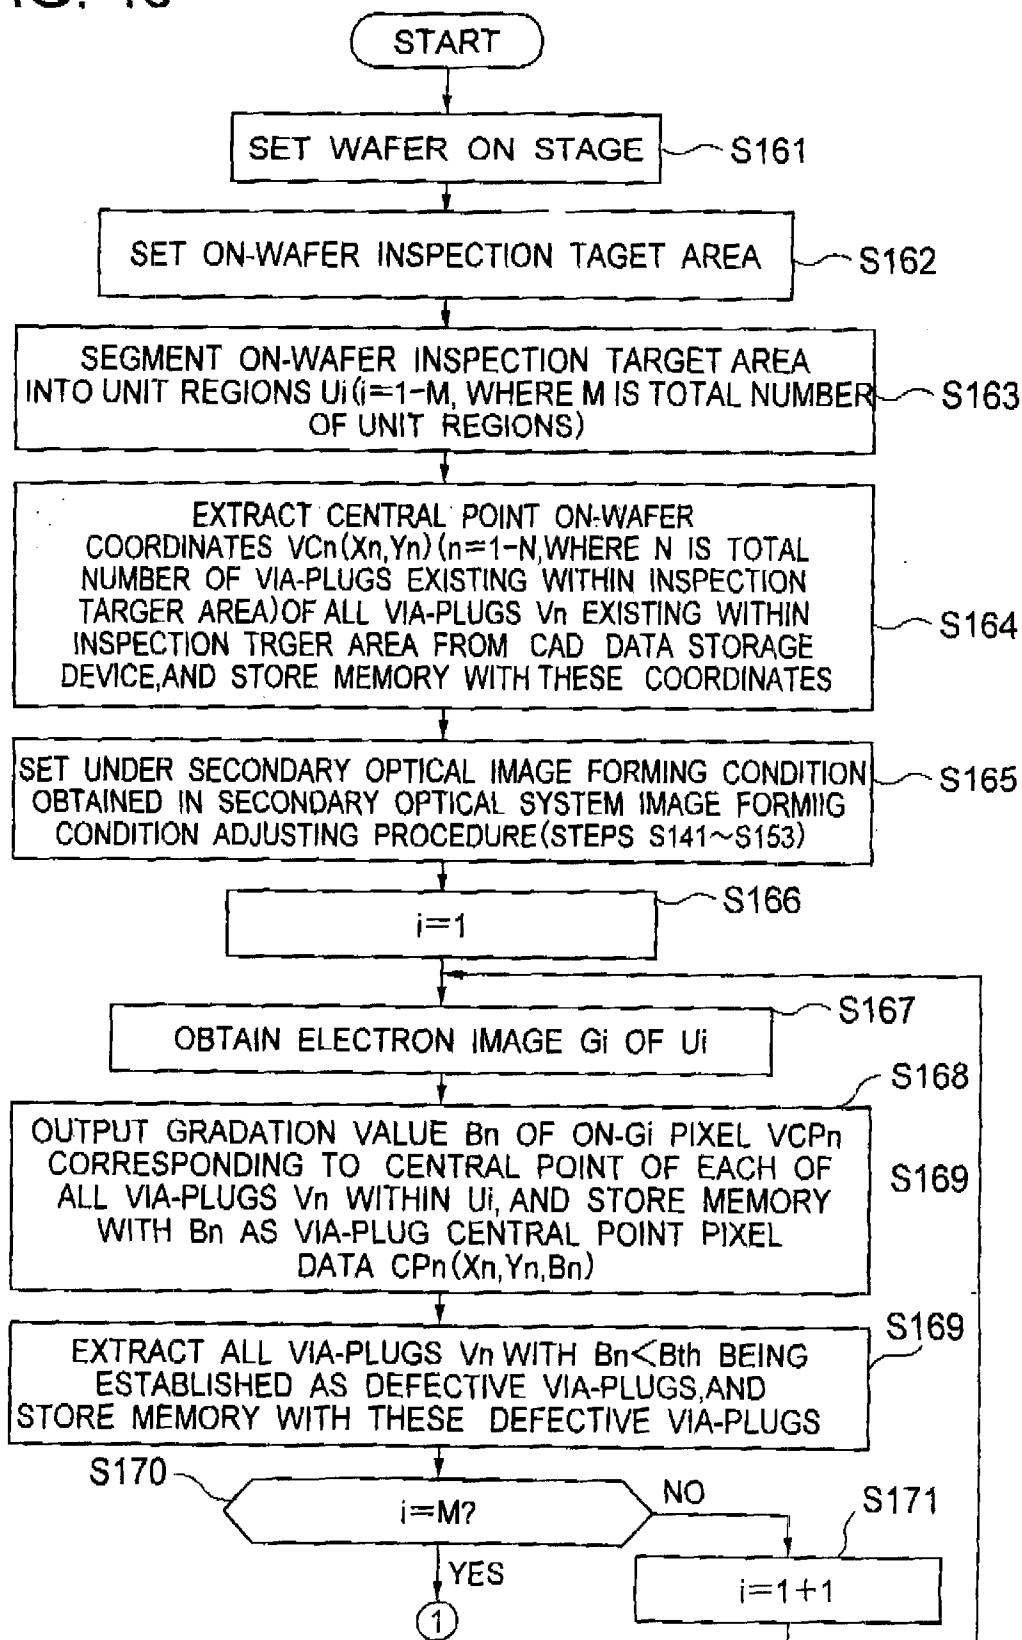 START
SET WAFER ON STAGE
S161
SET ON-WAFER INSPECTION TAGET AREA
S162
SEGMENT ON-WAFER INSPECTION TARGET AREA
INTO UNIT REGIONS Ui(i=1-M, WHERE M IS TOTAL NUMBER
OF UNIT REGIONS)
S163
EXTRACT CENTRAL POINT ON-WAFER
COORDINATES VCn(Xn,Yn)(n=1-N,WHERE N IS TOTAL
NUMBER OF VIA-PLUGS EXISTING WITHIN INSPECTION
TARGER AREA)OF ALL VIA-PLUGS Vn EXISTING WITHIN
INSPECTION TRGER AREA FROM CAD DATA STORAGE
DEVICE,AND STORE MEMORY WITH THESE COORDINATES
S164
SET UNDER SECONDARY OPTICAL IMAGE FORMING CONDITION
OBTAINED IN SECONDARY OPTICAL SYSTEM IMAGE FORMIIG
CONDITION ADJUSTING PROCEDURE(STEPS S141~S153)
S165
i=1
S166
OBTAIN ELECTRON IMAGE Gi OF Ui
S167
S168
OUTPUT GRADATION VALUE Bn OF ON-Gi PIXEL VCPn
CORRESPONDING TO CENTRAL POINT OF EACH OF
ALL VIA-PLUGS Vn WITHIN Ui, AND STORE MEMORY
WITH Bn AS VIA-PLUG CENTRAL POINT PIXEL
DATA CPn(Xn,Yn,Bn)
S169
EXTRACT ALL VIA-PLUGS Vn WITH Bn<Bth BEING
ESTABLISHED AS DEFECTIVE VIA-PLUGS,AND
STORE MEMORY WITH THESE DEFECTIVE VIA-PLUGS
S169
S170
i=M?
NO
S171
YES
i=1+1
1